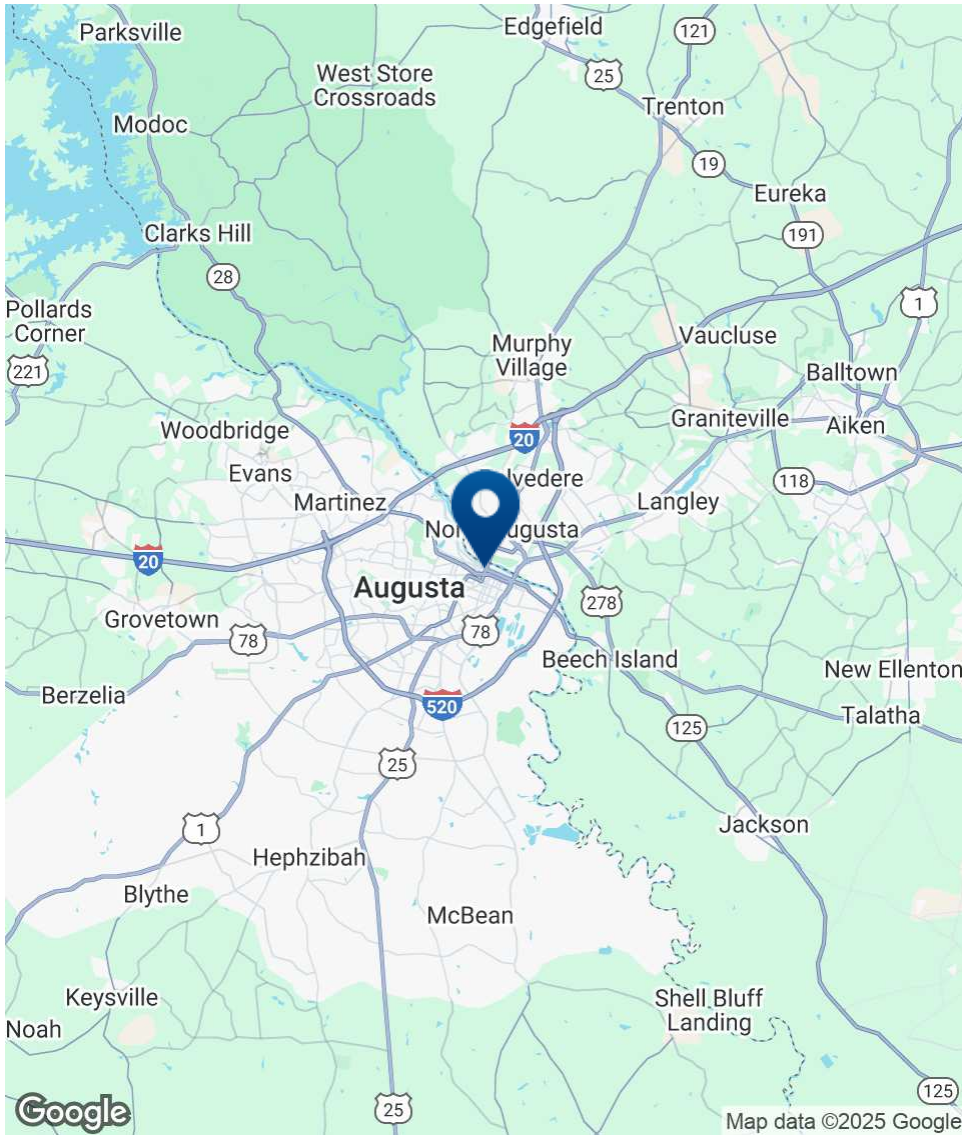 Parksville
Edgefield
121
West Store
Crossroads
25
Trenton
Modoc
19
Eureka
191
Clarks Hill
28
1
Pollards
Corner
Murphy
Village
Vaucluse
221
Balltown
Graniteville
Woodbridge
20
Aiken
Evans
lvedere
118
Martinez
Langley
Nor
ugusta
20
Augusta
278
Grovetown
78
78
Beech Island
New Ellenton
Berzelia
520
Talatha
125
25
1
Jackson
Hephzibah
Blythe
McBean
Keysville
Shell Bluff
Landing
Noah
125
Google
25
Map data ©2025 Google